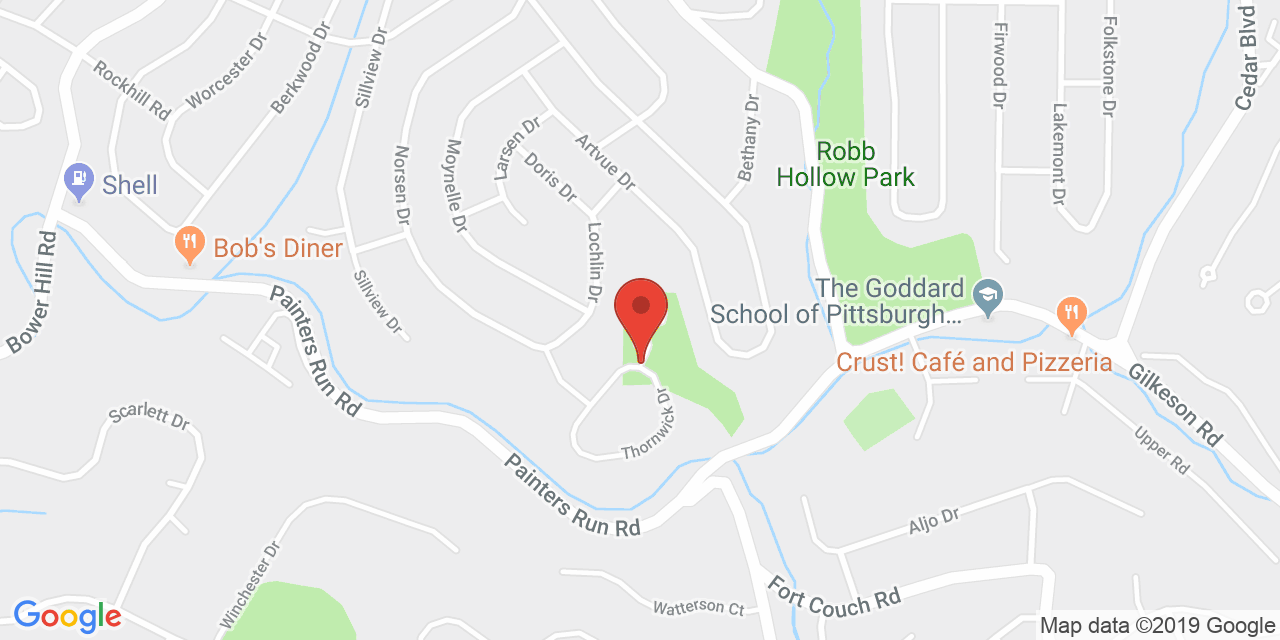 Rockhill Rd
Worcester Dr
Berkwood Dr
Sillview Dr
Firwood Dr
Folkstone Dr
Cedar Blvd
Lakemont Dr
Bethany Dr
Larsen Dr
Artvue Dr
Doris Dr
Norsen Dr
Moynelle Dr
Robb
Hollow Park
Shell
Bob's Diner
Bower Hill Rd
Lochlin Dr
Sillview Dr
The Goddard
School of Pittsburgh...
Painters Run Rd
Crust! Café and Pizzeria
Gilkeson Rd
Thornwick Dr
Scarlett Dr
Upper Rd
Painters Run Rd
Aljo Dr
Winchester Dr
Fort Couch Rd
Watterson Ct
Google
Map data ©2019 Google